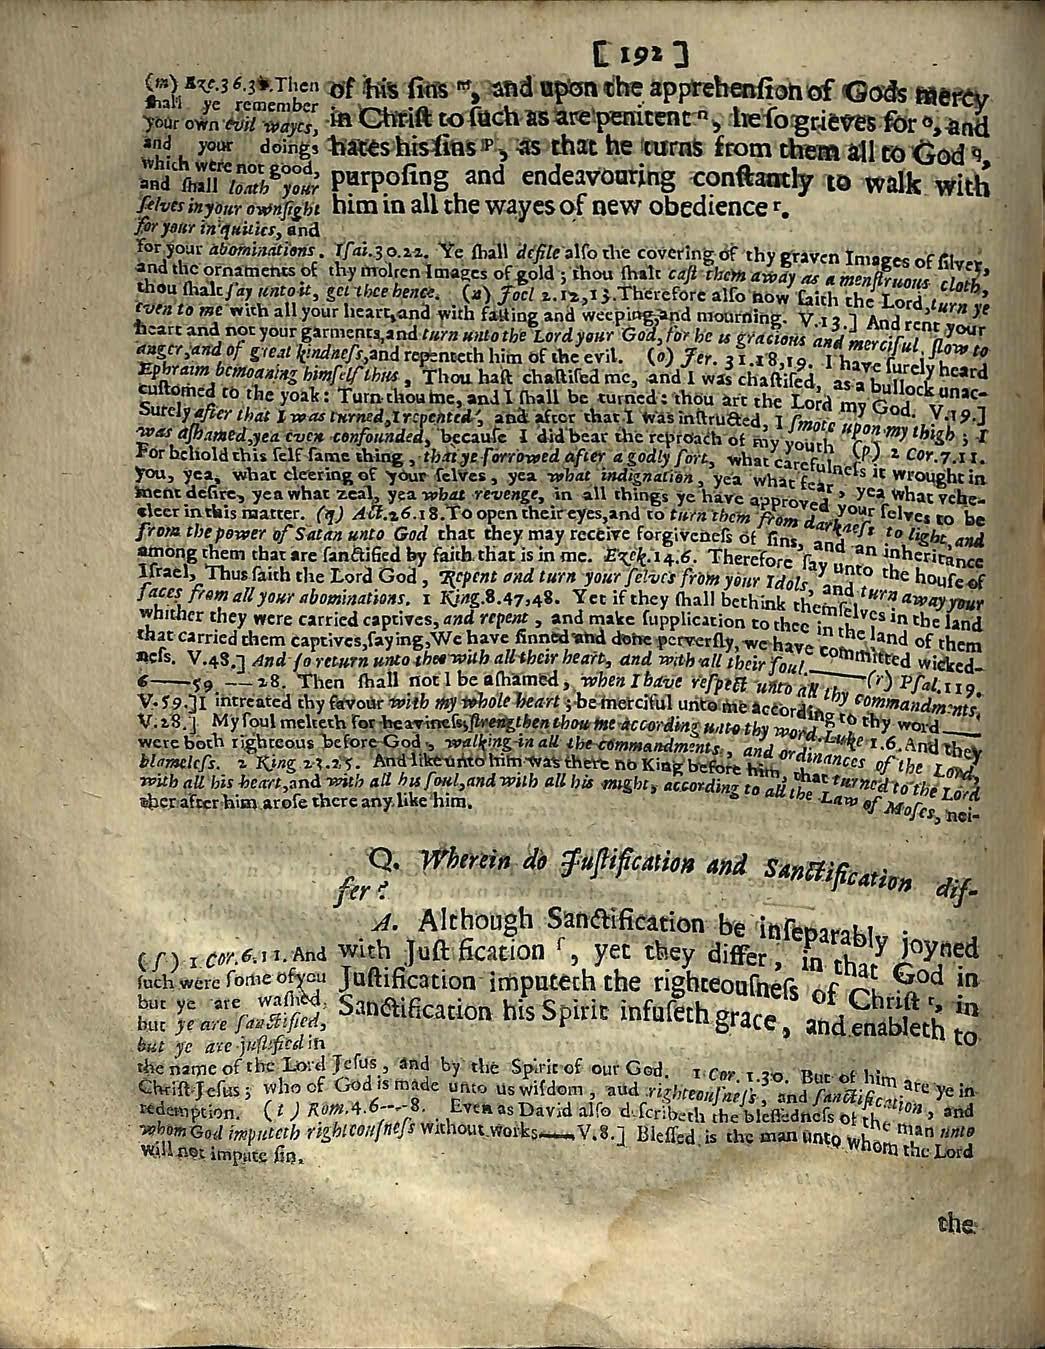 [ 192 ]
of his ſins ᵐ, and upon the apprehenſion of Gods mercy
in Chriſt to ſuch as are penitent ⁿ, he ſo grieves for ᵒ, and
hates his ſins ᵖ, as that he turns from them all to God q,
purpoſing and endeavouring conſtantly to walk with
him in all the wayes of new obedience ʳ.
(m) Eze. 36.31. Then
ſhall ye remember
your own evil wayes,
and your doings
which were not good,
and ſhall loath your
ſelves in your own ſight
for your iniquities, and
for your abominations. Iſai. 30.22. Ye ſhall defile alſo the covering of thy graven Images of ſilver,
and the ornaments of thy molten Images of gold; thou ſhalt caſt them away as a menſtruous cloth,
thou ſhalt ſay unto it, get thee hence. (n) Joel 2.12,13. Therefore alſo now ſaith the Lord, turn ye
even to me with all your heart, and with faſting and weeping, and mourning. V.13.] And rent your
heart and not your garments, and turn unto the Lord your God, for he is gracious and merciful, ſlow to
anger, and of great kindneſs, and repenteth him of the evil. (o) Jer. 31.18,19. I have ſurely heard
Ephraim bemoaning himſelf thus, Thou haſt chaſtiſed me, and I was chaſtiſed, as a bullock unac-
cuſtomed to the yoak: Turn thou me, and I ſhall be turned: thou art the Lord my God. V.19.]
Surely after that I was turned, I repented; and after that I was inſtructed, I ſmote upon my thigh; I
was aſhamed, yea even confounded, becauſe I did bear the reproach of my youth. (p) 2 Cor. 7.11.
For behold this ſelf ſame thing, that ye ſorrowed after a godly ſort, what carefulneſs it wrought in
you, yea, what cleering of your ſelves, yea what indignation, yea what fear, yea what vehe-
ment deſire, yea what zeal, yea what revenge, in all things ye have approved your ſelves to be
cleer in this matter. (q) Act. 26.18. To open their eyes, and to turn them from darkneſs to light, and
from the power of Satan unto God that they may receive forgiveneſs of ſins, and an inheritance
among them that are ſanctified by faith that is in me. Ezek. 14.6. Therefore ſay unto the houſe of
Iſrael, Thus ſaith the Lord God, Repent and turn your ſelves from your Idols, and turn away your
faces from all your abominations. 1 King. 8.47,48. Yet if they ſhall bethink themſelves in the land
whither they were carried captives, and repent, and make ſupplication to thee in the land of them
that carried them captives, ſaying, We have ſinned and done perverſly, we have committed wicked-
neſs. V.48.] And ſo return unto thee with all their heart, and with all their ſoul.—— (r) Pſal. 119.
6——59 ——28. Then ſhall not I be aſhamed, when I have reſpect unto all thy commandments,
V.59.] I intreated thy favour with my whole heart; be merciful unto me according to thy word——
V.28.] My ſoul melteth for heavineſs; ſtrengthen thou me according unto thy word. Luke 1.6. And they
were both righteous before God, walking in all the commandments, and ordinances of the Lord,
blameleſs. 2 King 23.25. And like unto him was there no King before him, that turned to the Lord
with all his heart, and with all his ſoul, and with all his might, according to all the Law of Moſes, nei-
ther after him aroſe there any like him.
Q. Wherein do Juſtification and Sanctification dif-
fer?
A. Although Sanctification be inſeparably joyned
with Juſt fication ſ, yet they differ, in that God in
Juſtification imputeth the righteouſneſs of Chriſt ᵗ, in
Sanctification his Spirit infuſeth grace, and enableth to
(ſ) 1 Cor. 6.11. And
ſuch were ſome of you
but ye are waſhed,
but ye are ſanctified,
but ye are juſtified in
the name of the Lord Jeſus, and by the Spirit of our God. 1 Cor. 1.30. But of him are ye in
Chriſt Jeſus; who of God is made unto us wiſdom, aud righteouſneſs, and ſanctification, and
redemption. (t) Rom. 4.6---8. Even as David alſo deſcribeth the bleſſedneſs of the man unto
whom God imputeth righteouſneſs without works—— V.8.] Bleſſed is the man unto whom the Lord
will not impute ſin.
the